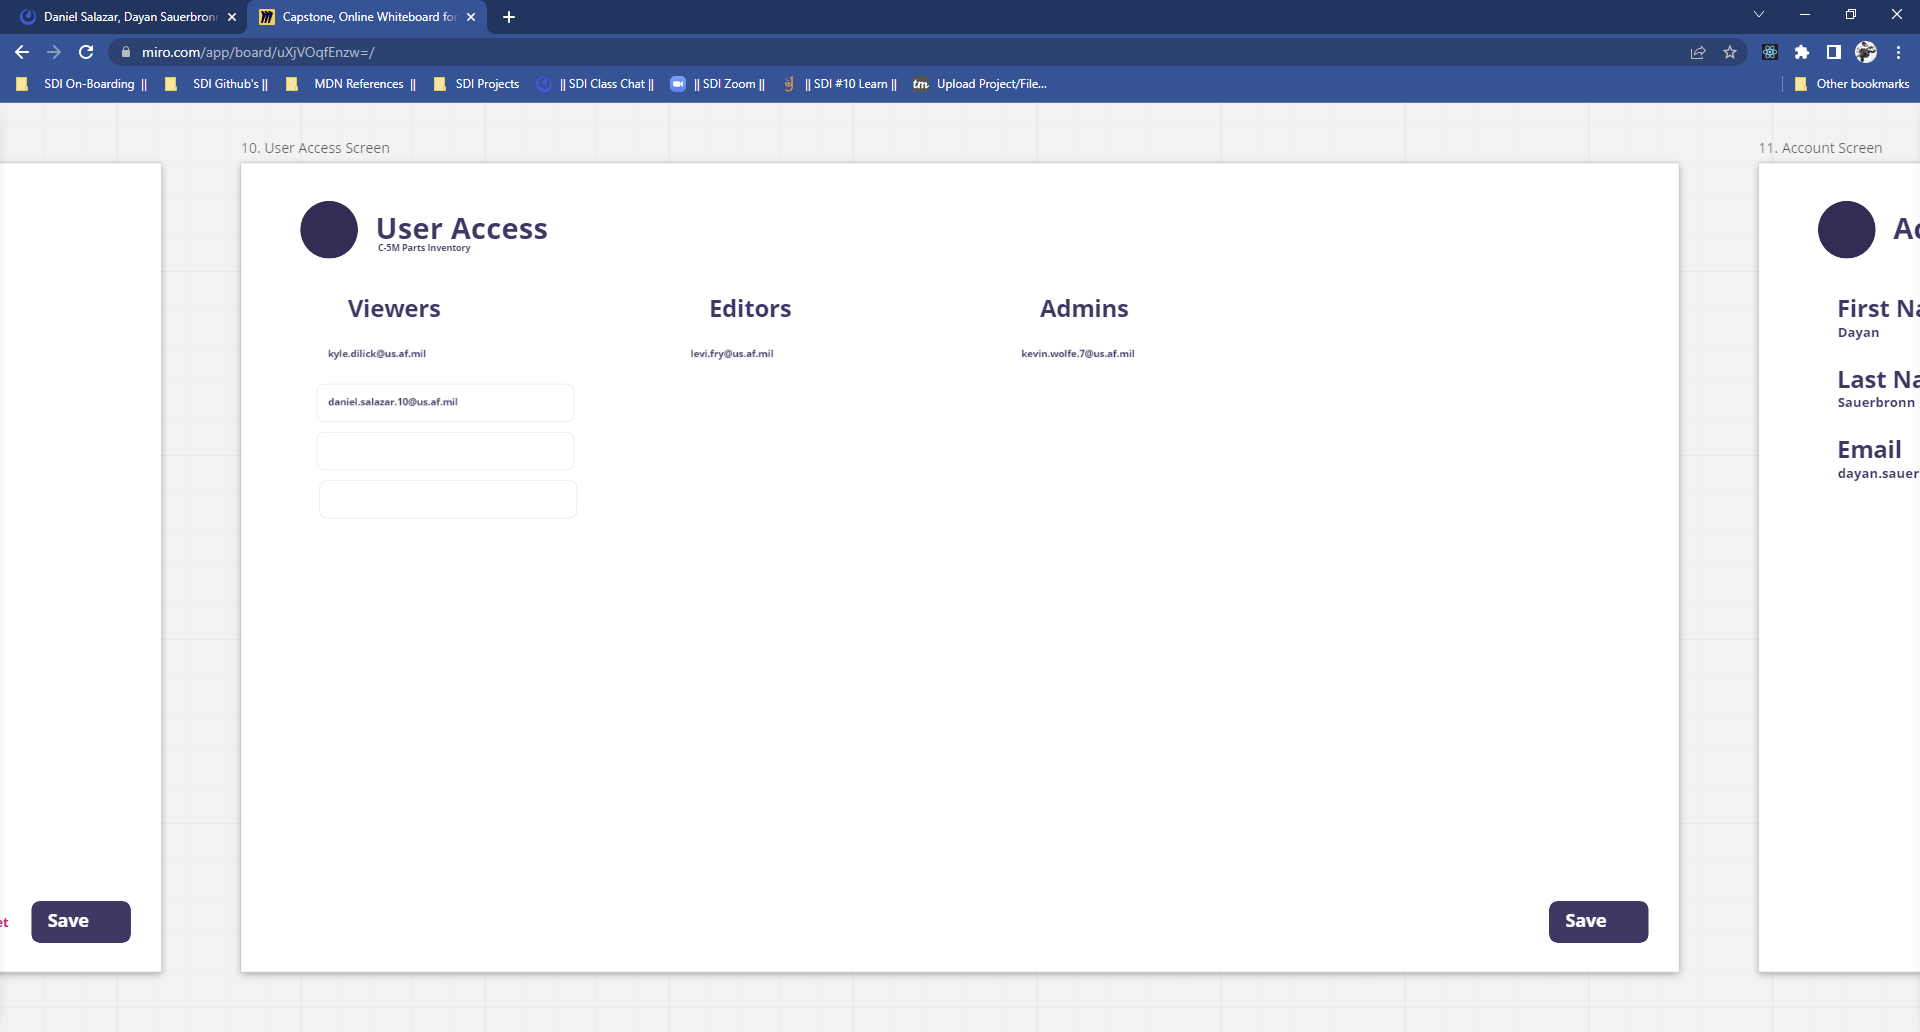 Daniel Salazar, Dayan Sauerbronn
Capstone, Online Whiteboard for
miro.com/app/board/uXjVOqfEnzw=/
SDI On-Boarding ||
SDI Github's ||
MDN References ||
SDI Projects
|| SDI Class Chat ||
|| SDI Zoom ||
|| SDI #10 Learn ||
tm
Upload Project/File...
Other bookmarks
10. User Access Screen
11. Account Screen
User Access
C-5M Parts Inventory
Viewers
Editors
Admins
kyle.dilick@us.af.mil
levi.fry@us.af.mil
kevin.wolfe.7@us.af.mil
daniel.salazar.10@us.af.mil
Ac
First Na
Dayan
Last Na
Sauerbronn
Email
dayan.sauer
et
Save
Save